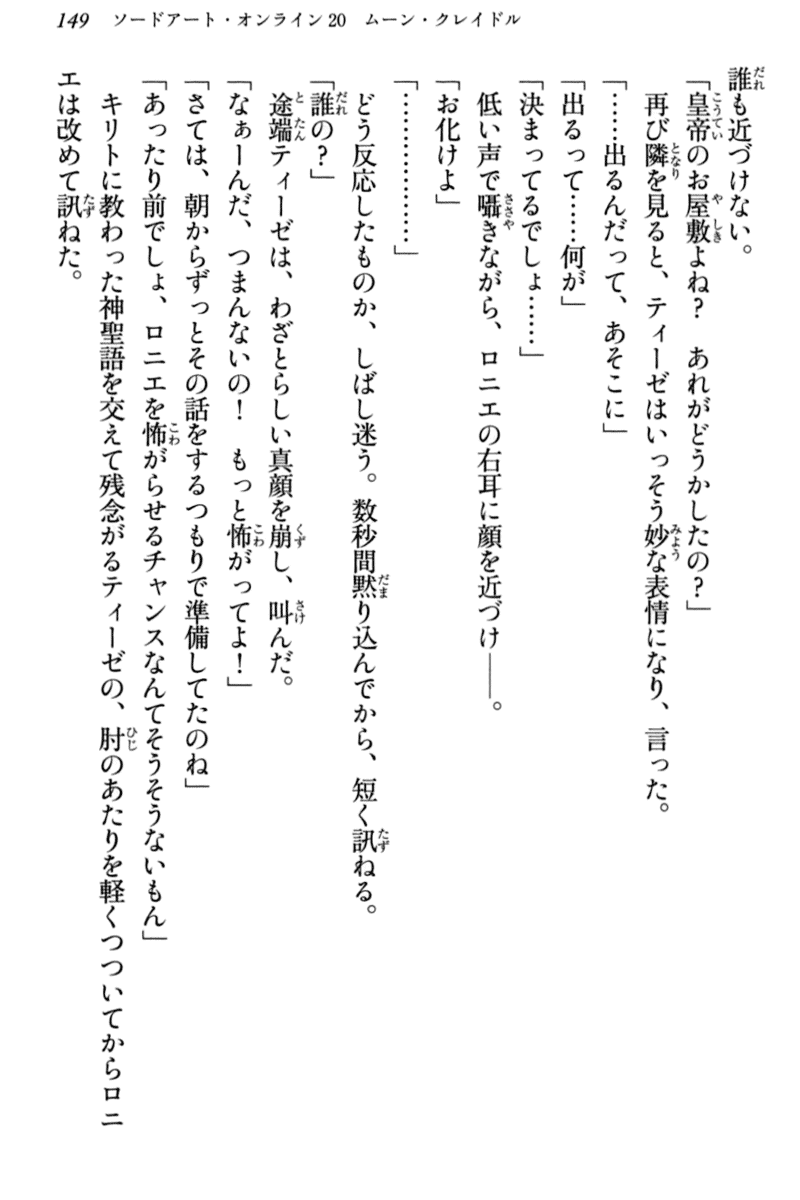 149 ソードアート・オンライン20 ムーン・クレイドル
誰も近づけない。
「皇帝のお屋敷よね？　あれがどうかしたの？」
再び隣を見ると、ティーゼはいっそう妙な表情になり、言った。
「……出るんだって、あそこに」
「出るって……何が」
「決まってるでしょ……」
低い声で囁きながら、ロニエの右耳に顔を近づけ——。
「お化けよ」
「………………」
どう反応したものか、しばし迷う。数秒間黙り込んでから、短く訊ねる。
「誰の？」
途端ティーゼは、わざとらしい真顔を崩し、叫んだ。
「なぁーんだ、つまんないの！　もっと怖がってよ！」
「さては、朝からずっとその話をするつもりで準備してたのね」
「あったり前でしょ、ロニエを怖がらせるチャンスなんてそうそうないもん」
キリトに教わった神聖語を交えて残念がるティーゼの、肘のあたりを軽くつついてからロニ
エは改めて訊ねた。